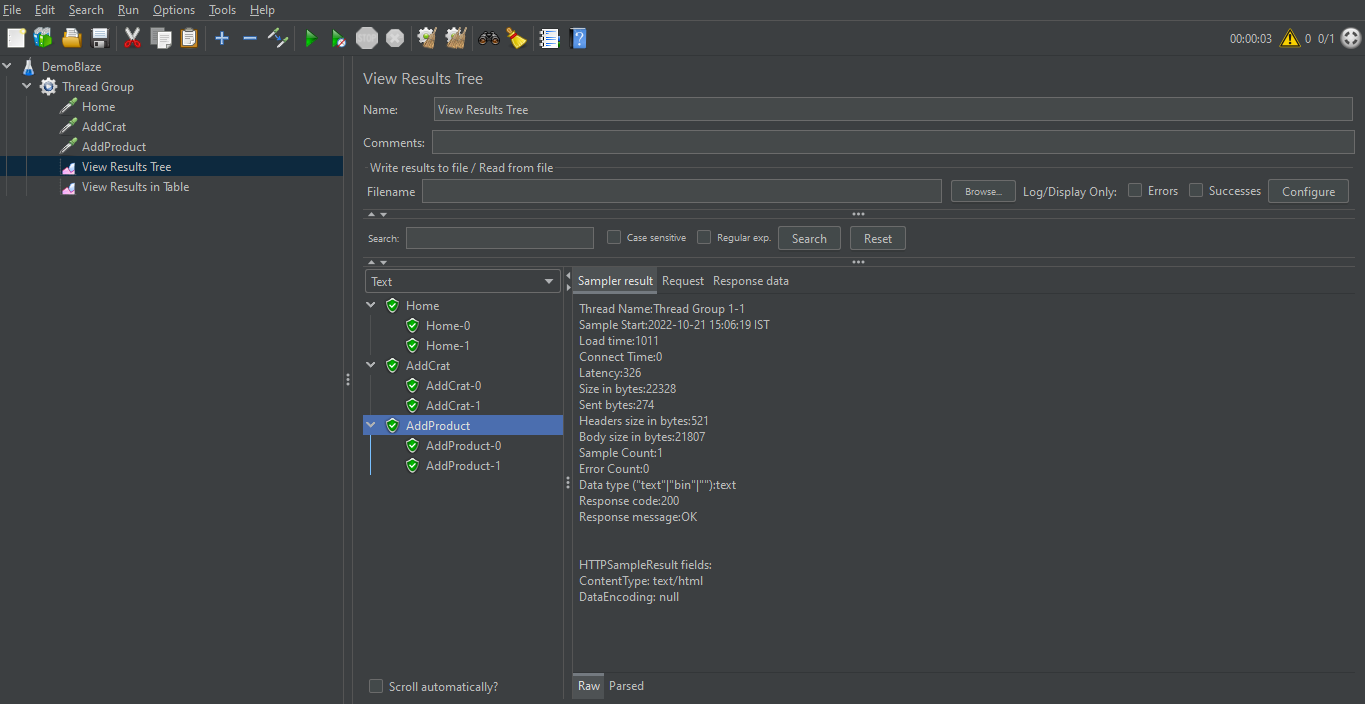 File Edit Search Run Options Tools Help
STOP
00:00:03 0 0/1
DemoBlaze
Thread Group
Home
AddCrat
AddProduct
View Results Tree
View Results in Table
View Results Tree
Name: View Results Tree
Comments:
Write results to file / Read from file
Filename Browse... Log/Display Only: Errors Successes Configure
Search: Case sensitive Regular exp. Search Reset
Text
Home
Home-0
Home-1
AddCrat
AddCrat-0
AddCrat-1
AddProduct
AddProduct-0
AddProduct-1
Scroll automatically?
Sampler result Request Response data
Thread Name:Thread Group 1-1
Sample Start:2022-10-21 15:06:19 IST
Load time:1011
Connect Time:0
Latency:326
Size in bytes:22328
Sent bytes:274
Headers size in bytes:521
Body size in bytes:21807
Sample Count:1
Error Count:0
Data type ("text"|"bin"|""):text
Response code:200
Response message:OK
HTTPSampleResult fields:
ContentType: text/html
DataEncoding: null
Raw Parsed